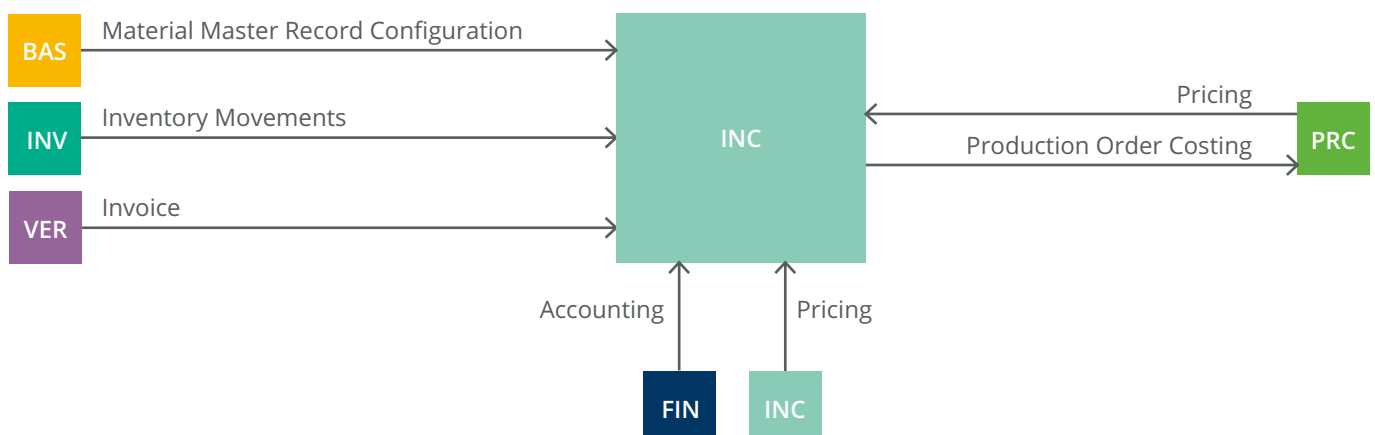 BAS
Material Master Record Configuration
INV
Inventory Movements
VER
Invoice
INC
Pricing
Production Order Costing
PRC
Accounting
Pricing
FIN
INC